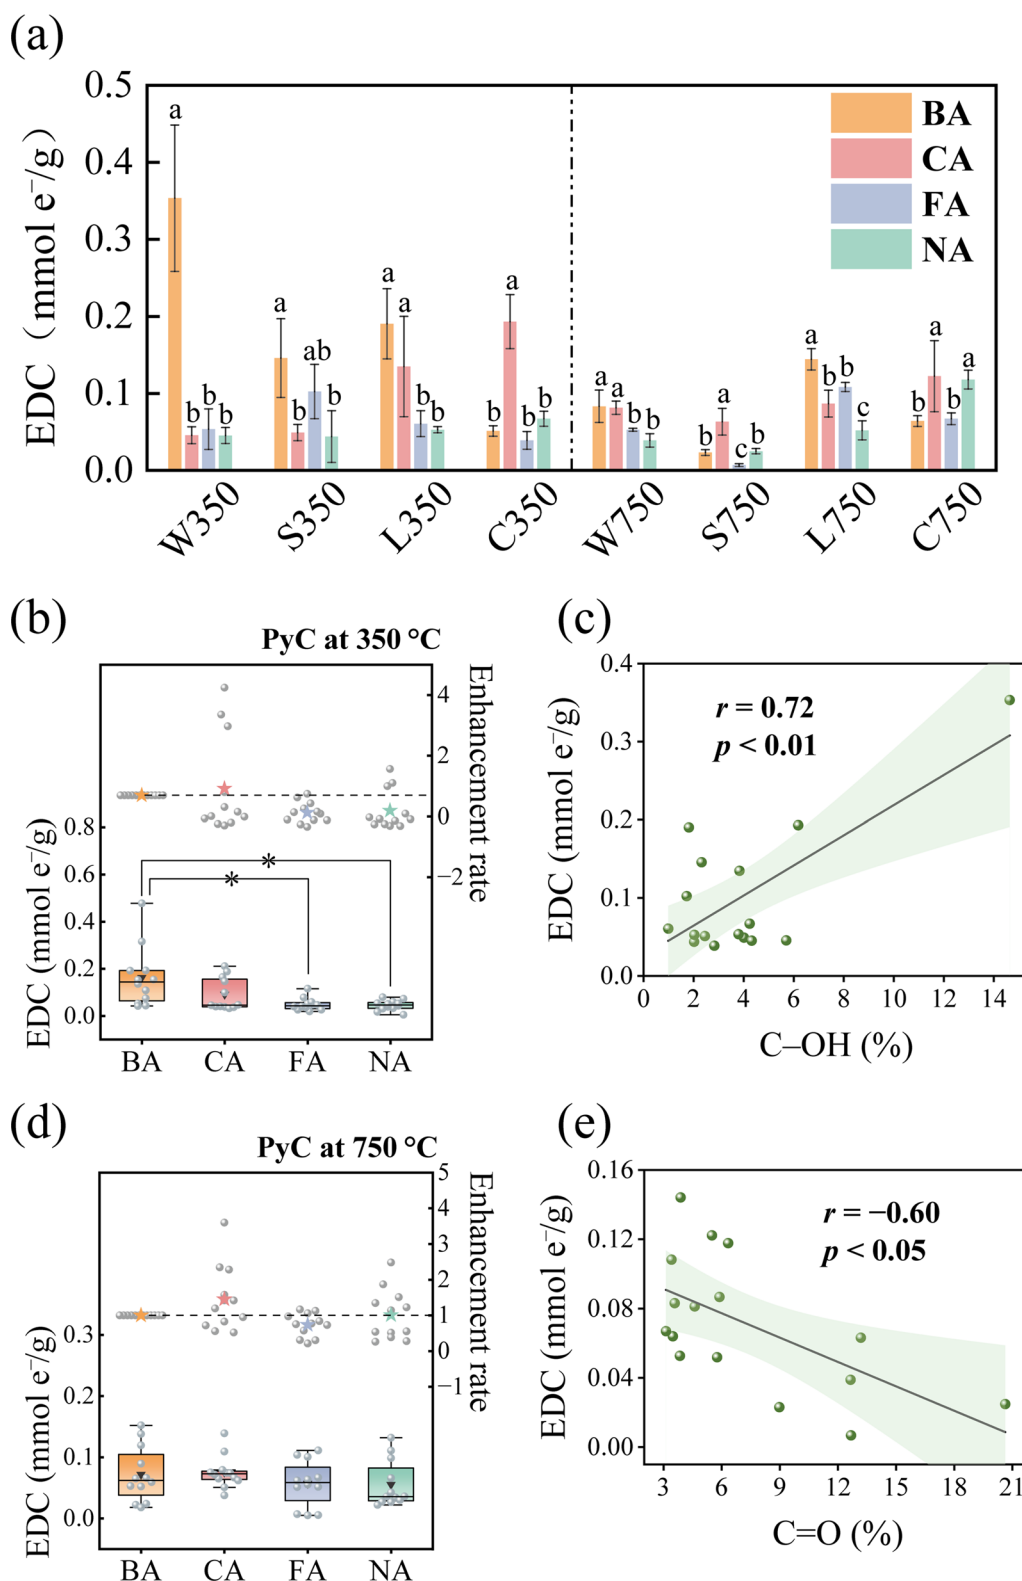 (a)
EDC (mmol e⁻/g)
0.5
0.4
0.3
0.2
0.1
0.0
BA
CA
FA
NA
a b b b
a b ab b
a a b b
b a b b
a a b b
b a c b
a b b c
b a b a
W350 S350 L350 C350 W750 S750 L750 C750
(b)
PyC at 350 °C
EDC (mmol e⁻/g)
0.8
0.6
0.4
0.2
0.0
Enhancement rate
4
2
0
−2
*
*
BA CA FA NA
(c)
EDC (mmol e⁻/g)
0.4
0.3
0.2
0.1
0.0
r = 0.72
p < 0.01
0 2 4 6 8 10 12 14
C–OH (%)
(d)
PyC at 750 °C
EDC (mmol e⁻/g)
0.3
0.2
0.1
0.0
Enhancement rate
5
4
3
2
1
0
−1
BA CA FA NA
(e)
EDC (mmol e⁻/g)
0.16
0.12
0.08
0.04
0.00
r = −0.60
p < 0.05
3 6 9 12 15 18 21
C=O (%)